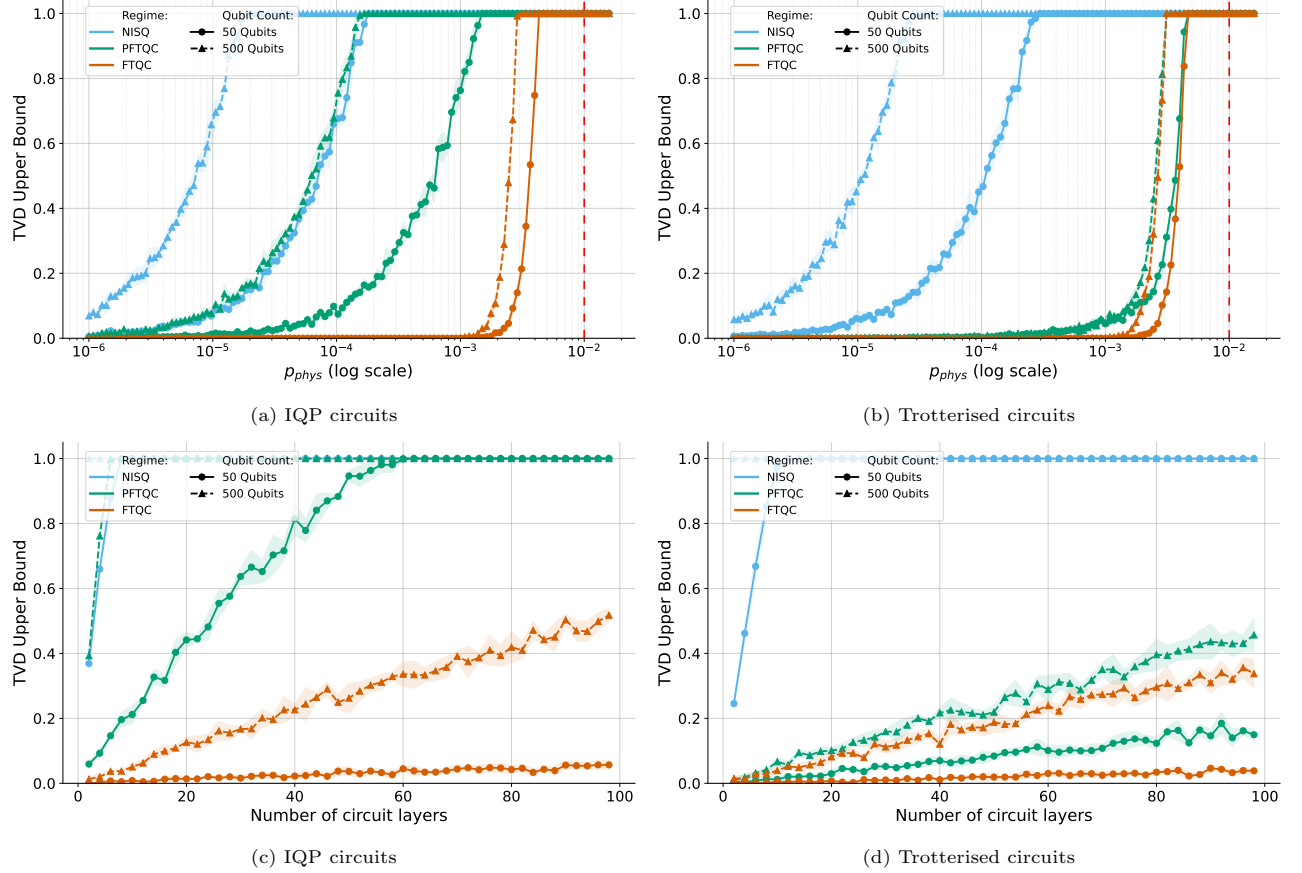 TVD Upper Bound
1.0
0.8
0.6
0.4
0.2
0.0
Regime:
NISQ
PFTQC
FTQC
Qubit Count:
50 Qubits
500 Qubits
10⁻⁶
10⁻⁵
10⁻⁴
10⁻³
10⁻²
p_phys (log scale)
(a) IQP circuits
TVD Upper Bound
1.0
0.8
0.6
0.4
0.2
0.0
Regime:
NISQ
PFTQC
FTQC
Qubit Count:
50 Qubits
500 Qubits
10⁻⁶
10⁻⁵
10⁻⁴
10⁻³
10⁻²
p_phys (log scale)
(b) Trotterised circuits
TVD Upper Bound
1.0
0.8
0.6
0.4
0.2
0.0
Regime:
NISQ
PFTQC
FTQC
Qubit Count:
50 Qubits
500 Qubits
0
20
40
60
80
100
Number of circuit layers
(c) IQP circuits
TVD Upper Bound
1.0
0.8
0.6
0.4
0.2
0.0
Regime:
NISQ
PFTQC
FTQC
Qubit Count:
50 Qubits
500 Qubits
0
20
40
60
80
100
Number of circuit layers
(d) Trotterised circuits